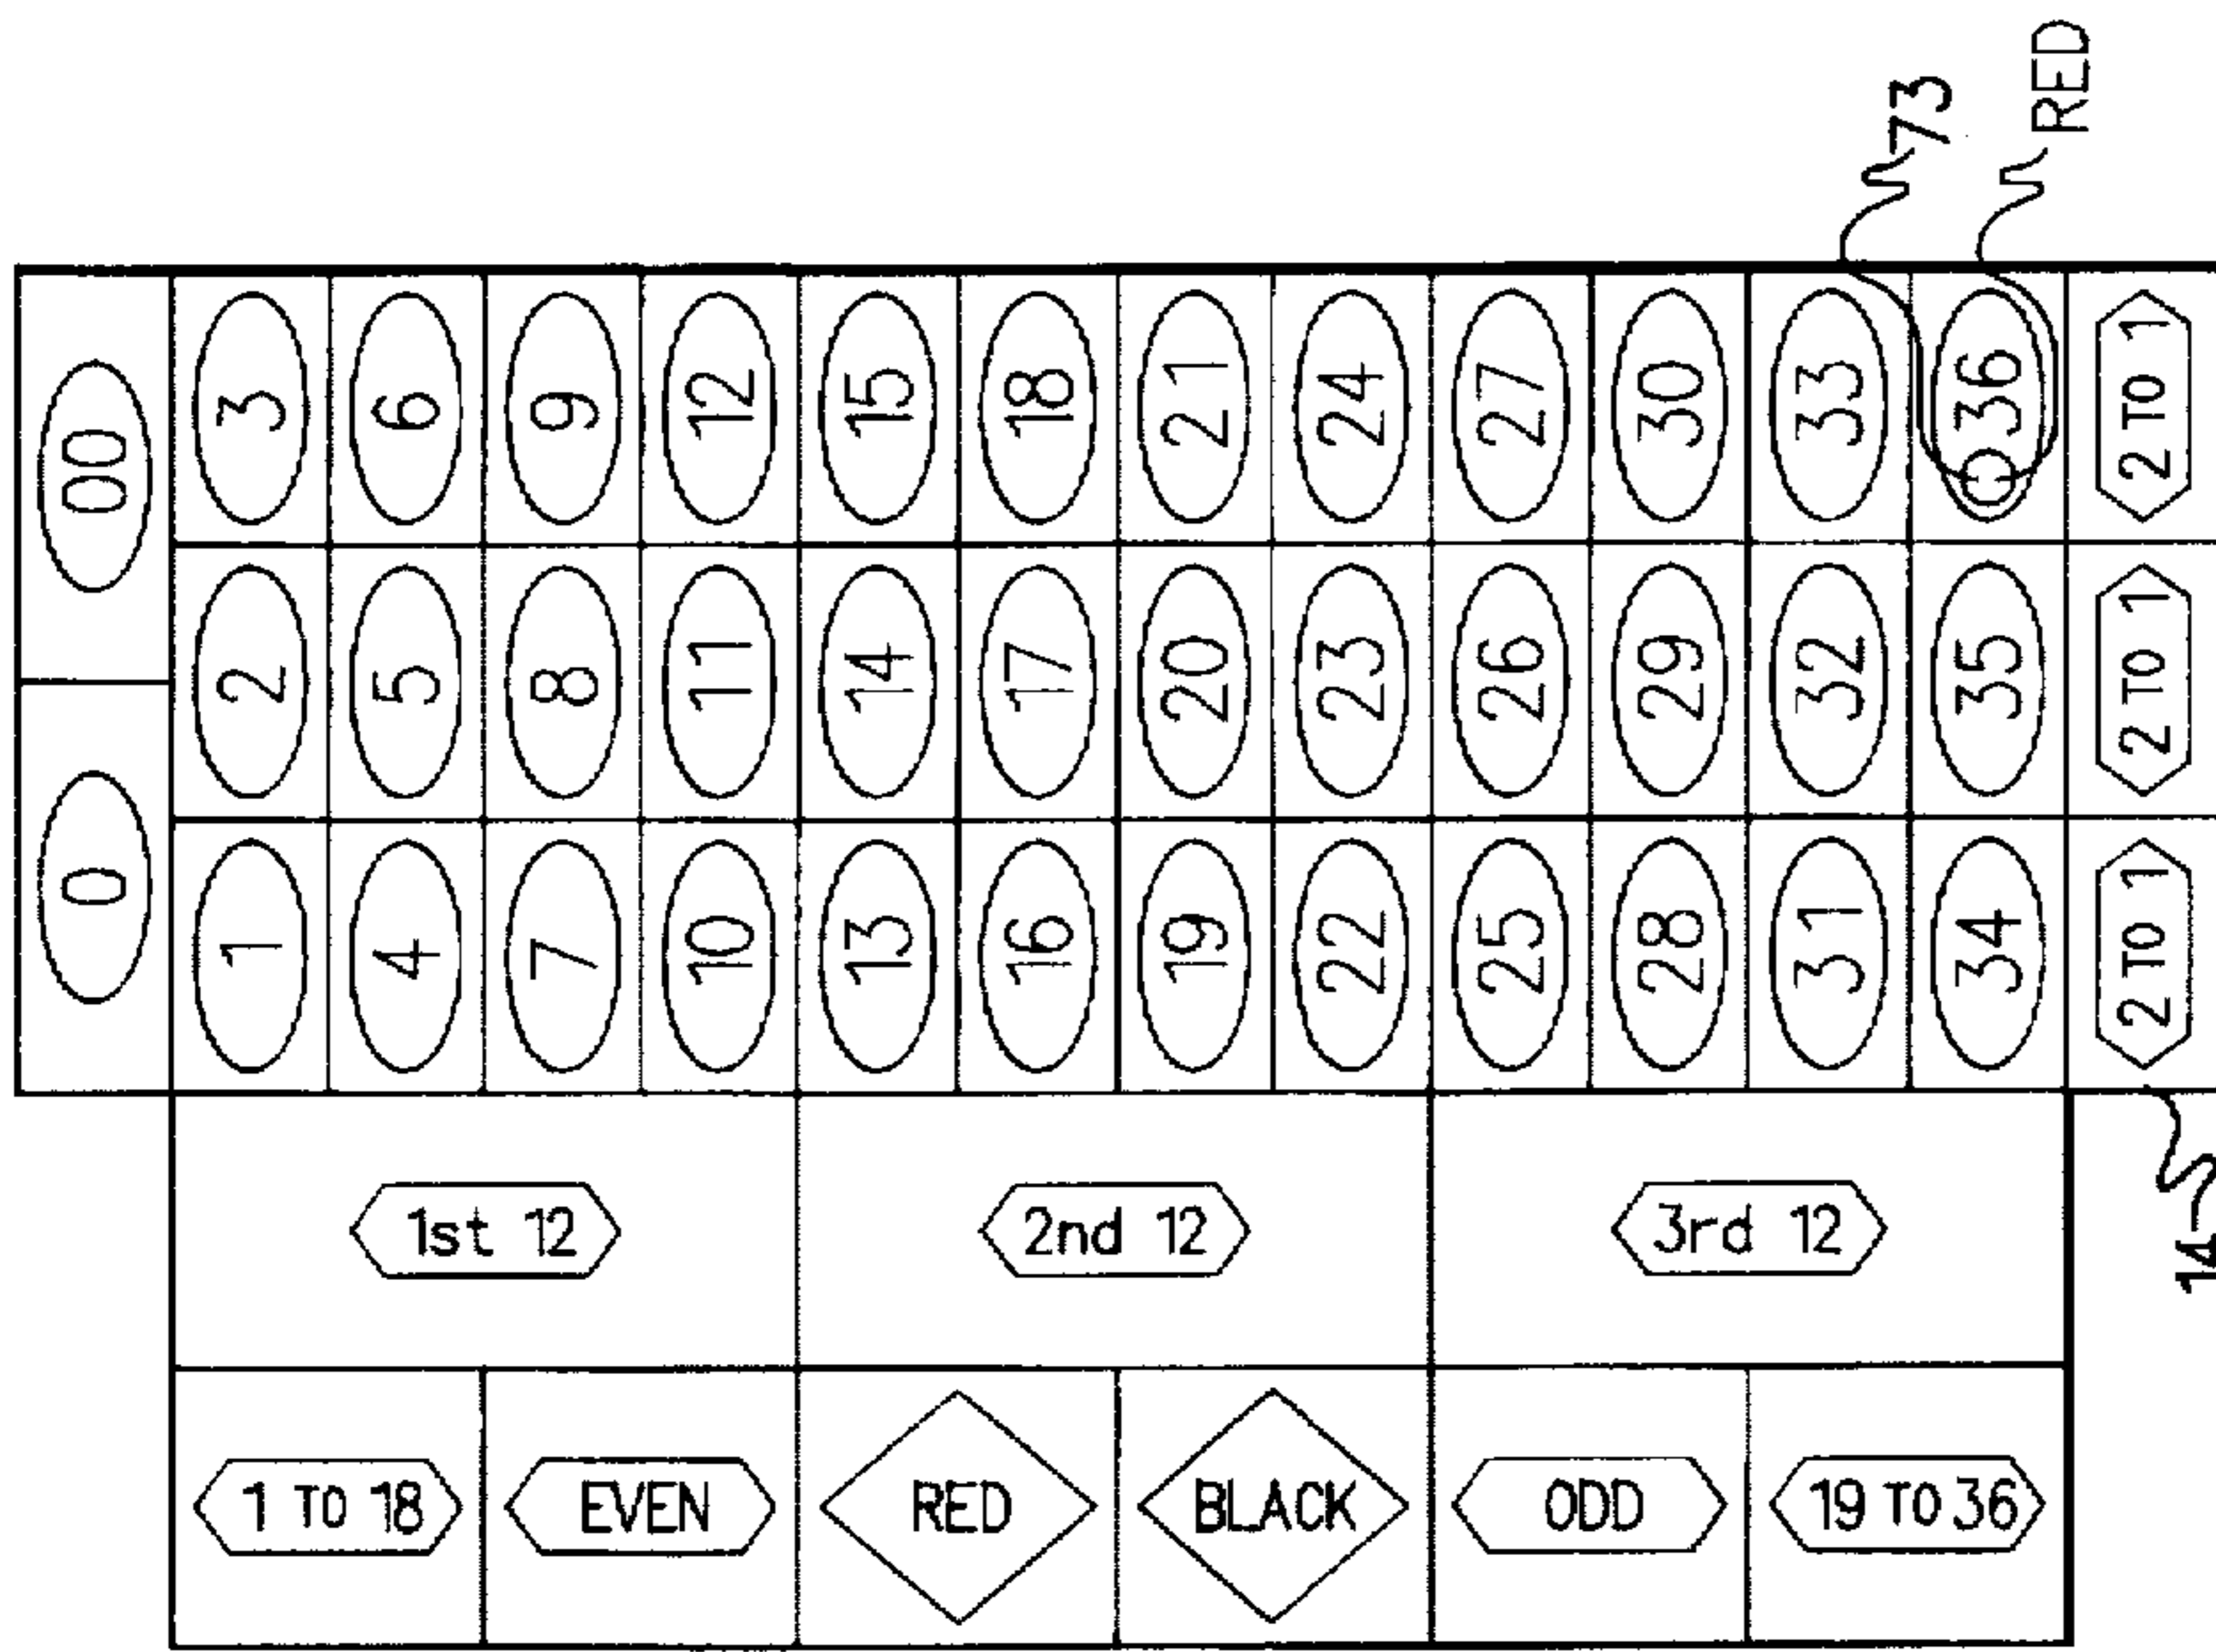 0 00
1 2 3
4 5 6
7 8 9
10 11 12
13 14 15
16 17 18
19 20 21
22 23 24
25 26 27
28 29 30
31 32 33
34 35 36
2 TO 1 2 TO 1 2 TO 1
1st 12 2nd 12 3rd 12
1 TO 18 EVEN RED BLACK ODD 19 TO 36
73
RED
14